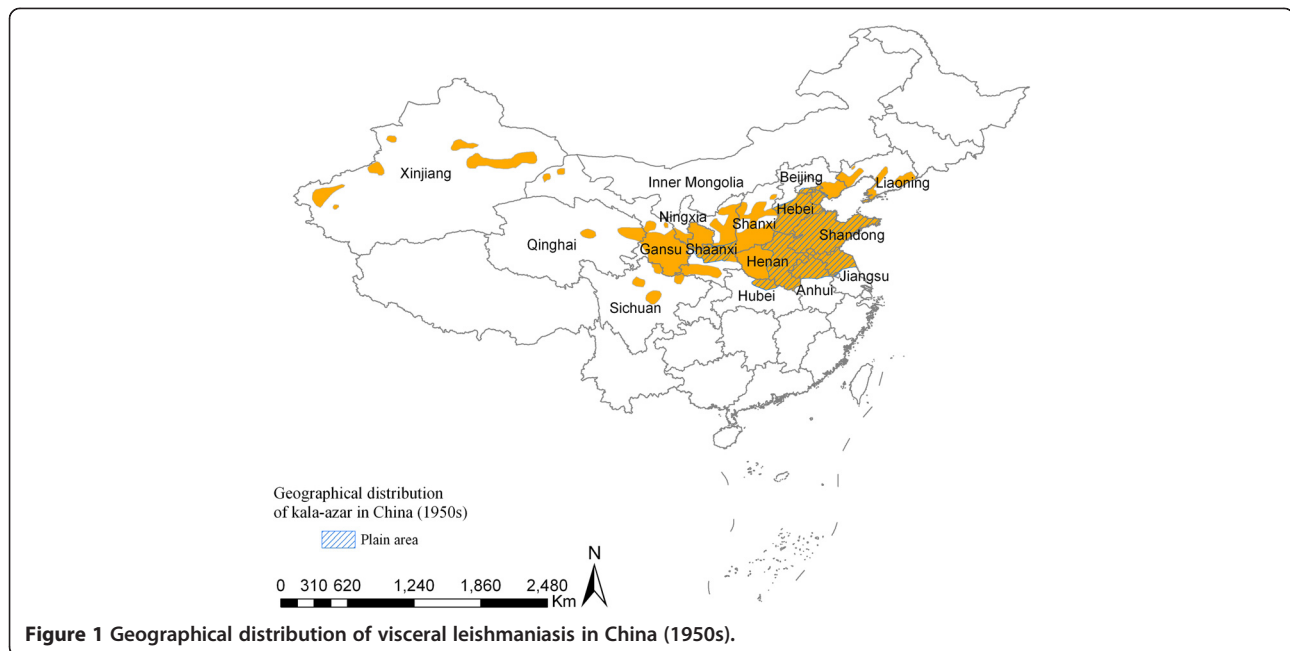 Beijing
Liaoning
Xinjiang
Inner Mongolia
Hebei
Ningxia
Shanxi
Shandong
Qinghai
Gansu
Shaanxi
Henan
Jiangsu
Anhui
Hubei
Sichuan
Geographical distribution
of kala-azar in China (1950s)
Plain area
N
0 310 620 1,240 1,860 2,480
Km
Figure 1 Geographical distribution of visceral leishmaniasis in China (1950s).